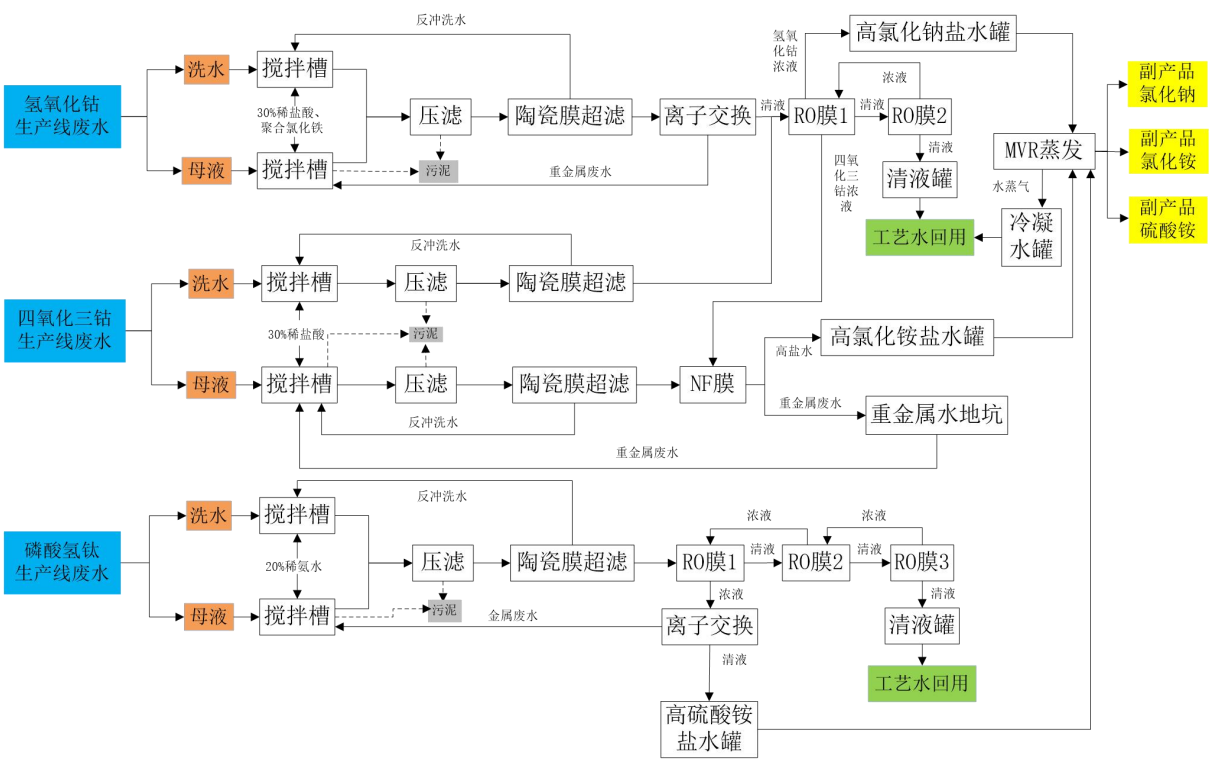 反冲洗水
氢氧化钴
生产线废水
洗水
搅拌槽
30%稀盐酸、
聚合氯化铁
母液
搅拌槽
压滤
污泥
陶瓷膜超滤
离子交换
重金属废水
清液
氢氧
化钴
浓液
高氯化钠盐水罐
RO膜1
清液
浓液
RO膜2
清液
清液罐
工艺水回用
四氧
化三
钴浓
液
MVR蒸发
水蒸气
冷凝
水罐
副产品
氯化钠
副产品
氯化铵
副产品
硫酸铵
四氧化三钴
生产线废水
反冲洗水
洗水
搅拌槽
压滤
陶瓷膜超滤
30%稀盐酸
污泥
母液
搅拌槽
压滤
陶瓷膜超滤
反冲洗水
NF膜
高盐水
高氯化铵盐水罐
重金属废水
重金属水地坑
重金属废水
磷酸氢钛
生产线废水
反冲洗水
洗水
搅拌槽
20%稀氨水
母液
搅拌槽
压滤
污泥
陶瓷膜超滤
金属废水
RO膜1
浓液
清液
RO膜2
浓液
清液
RO膜3
浓液
离子交换
清液
高硫酸铵
盐水罐
清液
清液罐
工艺水回用